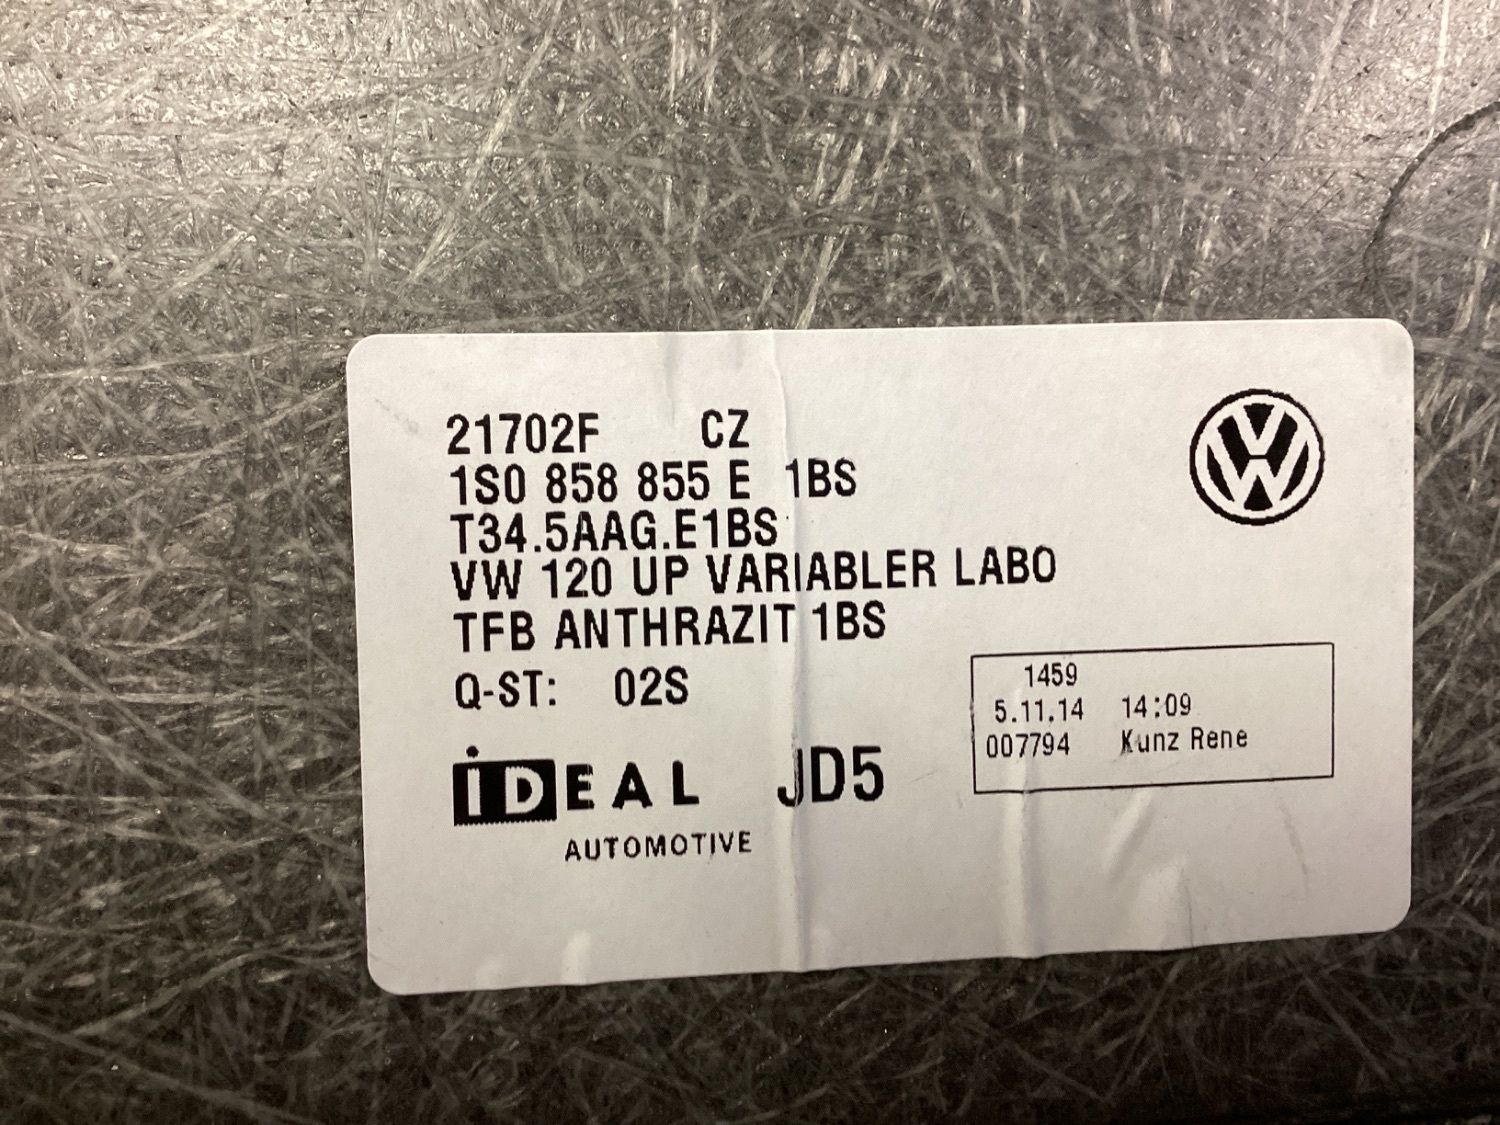 21702F CZ
1S0 858 855 E 1BS
T34.5AAG.E1BS
VW 120 UP VARIABLER LABO
TFB ANTHRAZIT 1BS
Q-ST: 02S
1459
5.11.14 14:09
007794 Kunz Rene
iDEAL JD5
AUTOMOTIVE